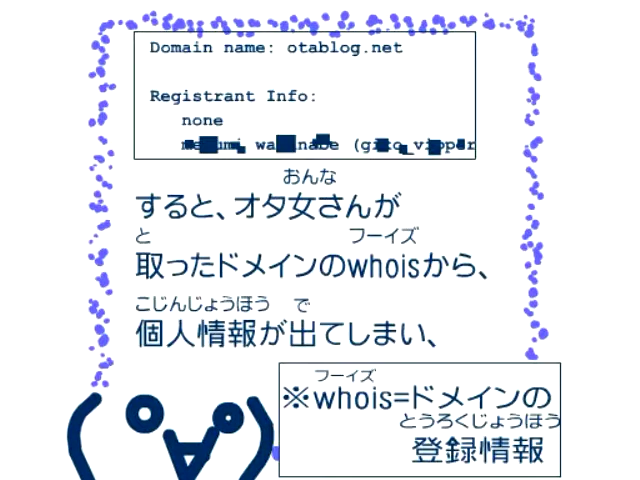 Domain name: otablog.net
Registrant Info:
none
おんな
すると、オタ女さんが
と フーイズ
取ったドメインのwhoisから、
こじんじょうほう で
個人情報が出てしまい、
フーイズ
※whois=ドメインの
とうろくじょうほう
登録情報